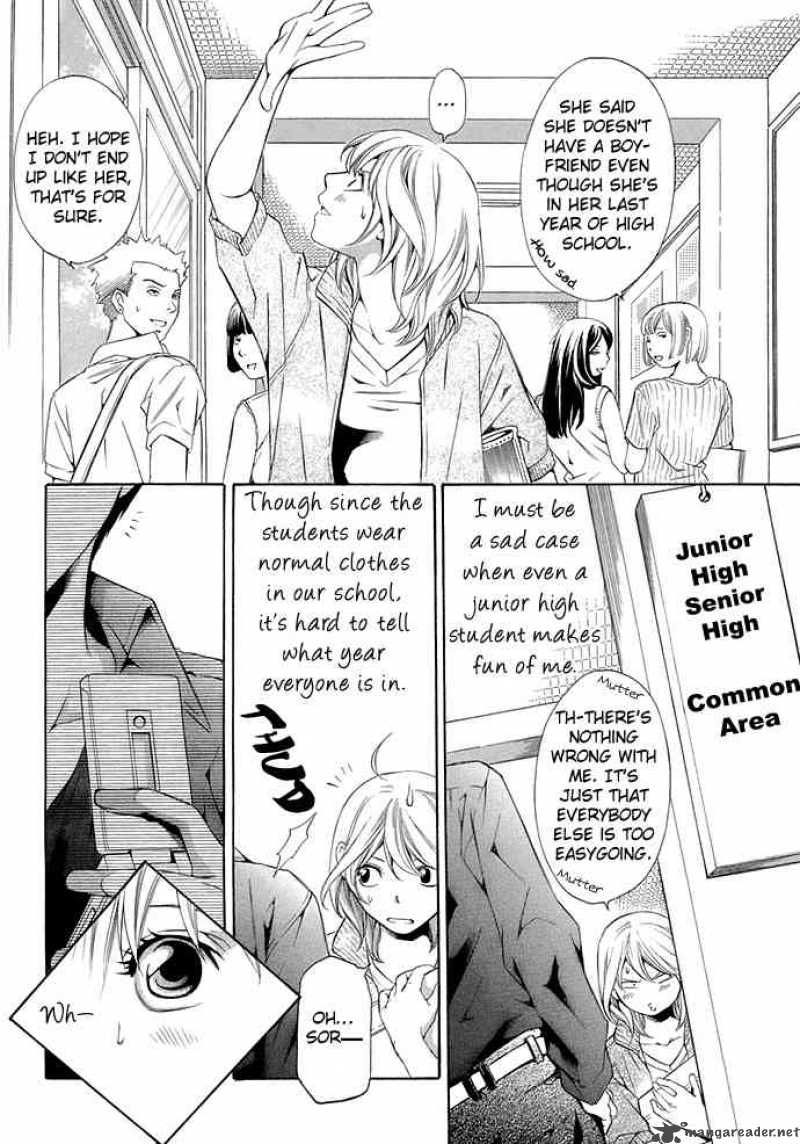 SHE SAID
SHE DOESN'T
HAVE A BOY-
FRIEND EVEN
THOUGH SHE'S
IN HER LAST
YEAR OF HIGH
SCHOOL.
How sad
...
HEH. I HOPE
I DON'T END
UP LIKE HER,
THAT'S FOR
SURE.
Junior
High
Senior
High
Common
Area
I must be
a sad case
when even a
junior high
student makes
fun of me.
Mutter
TH-THERE'S
NOTHING
WRONG WITH
ME. IT'S
JUST THAT
EVERYBODY
ELSE IS TOO
EASYGOING.
Mutter
Though since the
students wear
normal clothes
in our school,
it's hard to tell
what year
everyone is in.
THUD
OH...
SOR—
Wh—
mangareader.net